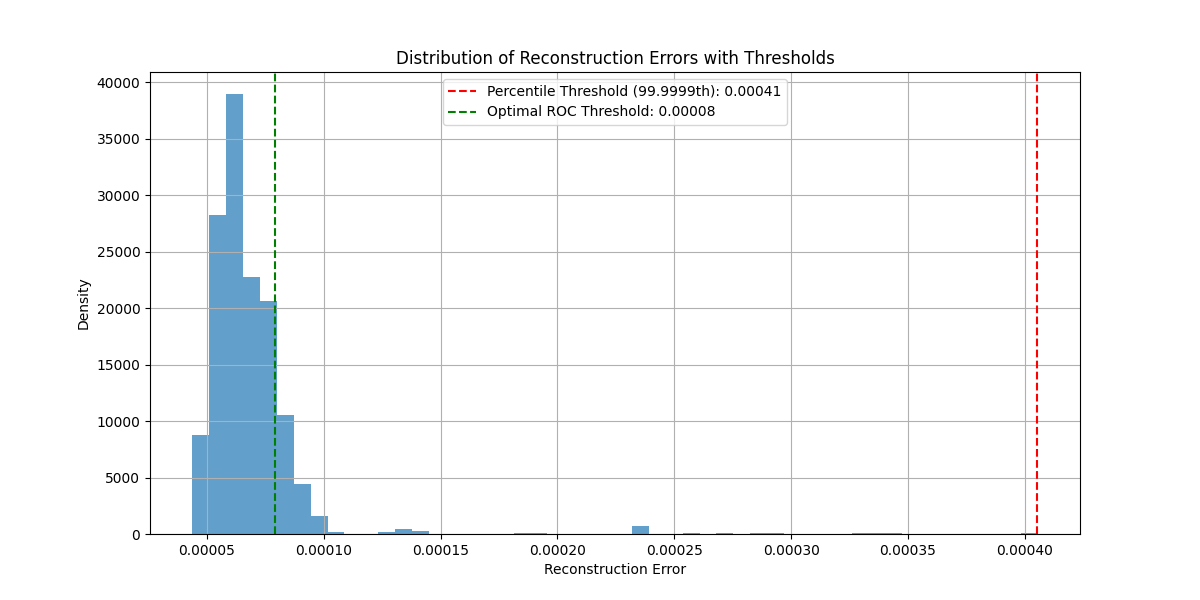 Distribution of Reconstruction Errors with Thresholds
Percentile Threshold (99.9999th): 0.00041
Optimal ROC Threshold: 0.00008
Density
40000
35000
30000
25000
20000
15000
10000
5000
0
0.00005 0.00010 0.00015 0.00020 0.00025 0.00030 0.00035 0.00040
Reconstruction Error